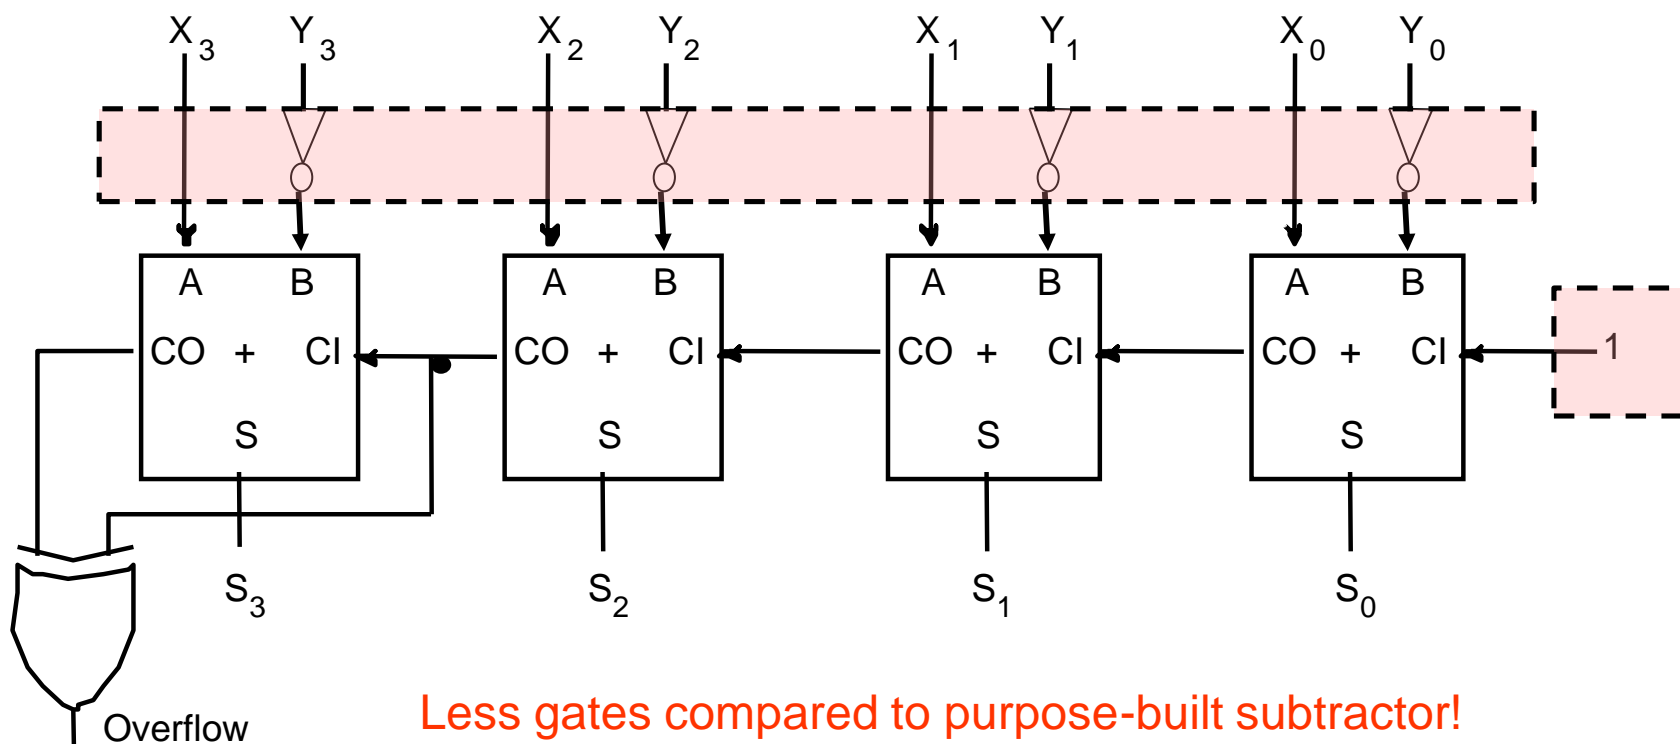 X3 Y3 X2 Y2 X1 Y1 X0 Y0
A B A B A B A B
CO + CI CO + CI CO + CI CO + CI 1
S S S S
S3 S2 S1 S0
Less gates compared to purpose-built subtractor!
Overflow